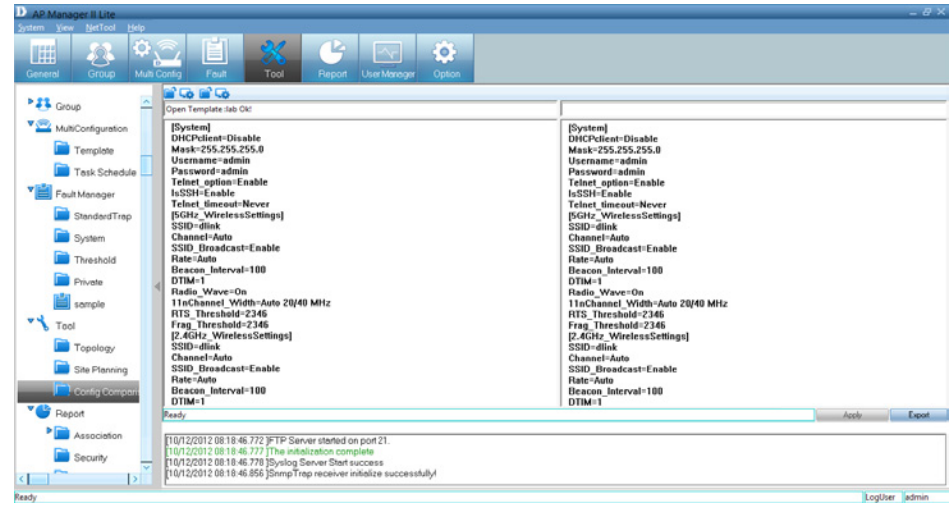 AP Manager II Lite
System View NetTool Help
General Group Multi Config Fault Tool Report User Manager Option
Group
MultiConfiguration
Template
Task Schedule
Fault Manager
StandardTrap
System
Threshold
Private
sample
Tool
Topology
Site Planning
Config Compari
Report
Association
Security
Open Template :lab Ok!
[System]
DHCPclient=Disable
Mask=255.255.255.0
Username=admin
Password=admin
Telnet_option=Enable
IsSSH=Enable
Telnet_timeout=Never
[5GHz_WirelessSettings]
SSID=dlink
Channel=Auto
SSID_Broadcast=Enable
Rate=Auto
Beacon_Interval=100
DTIM=1
Radio_Wave=On
11nChannel_Width=Auto 20/40 MHz
RTS_Threshold=2346
Frag_Threshold=2346
[2.4GHz_WirelessSettings]
SSID=dlink
Channel=Auto
SSID_Broadcast=Enable
Rate=Auto
Beacon_Interval=100
DTIM=1
[System]
DHCPclient=Disable
Mask=255.255.255.0
Username=admin
Password=admin
Telnet_option=Enable
IsSSH=Enable
Telnet_timeout=Never
[5GHz_WirelessSettings]
SSID=dlink
Channel=Auto
SSID_Broadcast=Enable
Rate=Auto
Beacon_Interval=100
DTIM=1
Radio_Wave=On
11nChannel_Width=Auto 20/40 MHz
RTS_Threshold=2346
Frag_Threshold=2346
[2.4GHz_WirelessSettings]
SSID=dlink
Channel=Auto
SSID_Broadcast=Enable
Rate=Auto
Beacon_Interval=100
DTIM=1
Ready Apply Export
[10/12/2012 08:18:46.772 ]FTP Server started on port 21.
[10/12/2012 08:18:46.777 ]The initialization complete
[10/12/2012 08:18:46.778 ]Syslog Server Start success
[10/12/2012 08:18:46.856 ]SnmpTrap receiver initialize successfully!
Ready LogUser admin